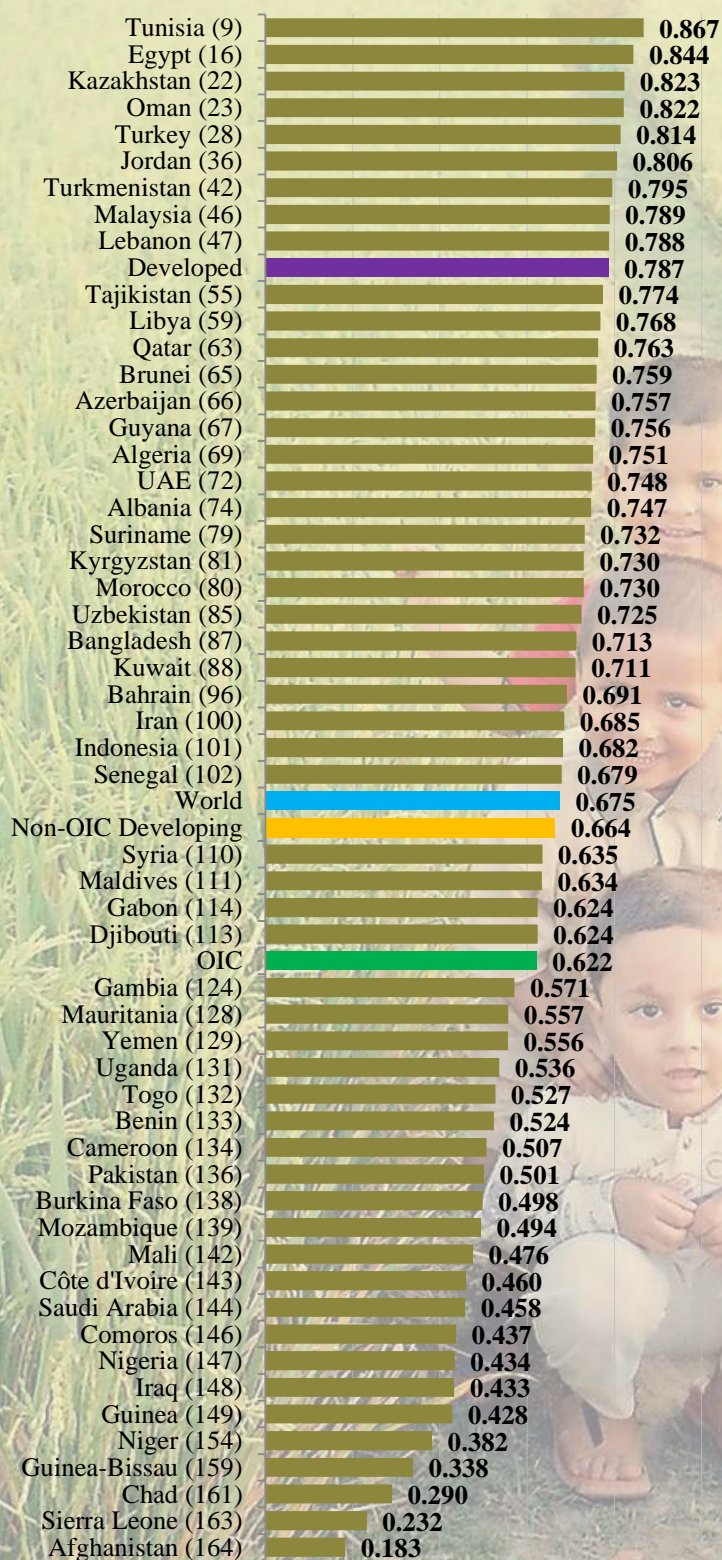 Tunisia (9) 0.867
Egypt (16) 0.844
Kazakhstan (22) 0.823
Oman (23) 0.822
Turkey (28) 0.814
Jordan (36) 0.806
Turkmenistan (42) 0.795
Malaysia (46) 0.789
Lebanon (47) 0.788
Developed 0.787
Tajikistan (55) 0.774
Libya (59) 0.768
Qatar (63) 0.763
Brunei (65) 0.759
Azerbaijan (66) 0.757
Guyana (67) 0.756
Algeria (69) 0.751
UAE (72) 0.748
Albania (74) 0.747
Suriname (79) 0.732
Kyrgyzstan (81) 0.730
Morocco (80) 0.730
Uzbekistan (85) 0.725
Bangladesh (87) 0.713
Kuwait (88) 0.711
Bahrain (96) 0.691
Iran (100) 0.685
Indonesia (101) 0.682
Senegal (102) 0.679
World 0.675
Non-OIC Developing 0.664
Syria (110) 0.635
Maldives (111) 0.634
Gabon (114) 0.624
Djibouti (113) 0.624
OIC 0.622
Gambia (124) 0.571
Mauritania (128) 0.557
Yemen (129) 0.556
Uganda (131) 0.536
Togo (132) 0.527
Benin (133) 0.524
Cameroon (134) 0.507
Pakistan (136) 0.501
Burkina Faso (138) 0.498
Mozambique (139) 0.494
Mali (142) 0.476
Côte d'Ivoire (143) 0.460
Saudi Arabia (144) 0.458
Comoros (146) 0.437
Nigeria (147) 0.434
Iraq (148) 0.433
Guinea (149) 0.428
Niger (154) 0.382
Guinea-Bissau (159) 0.338
Chad (161) 0.290
Sierra Leone (163) 0.232
Afghanistan (164) 0.183